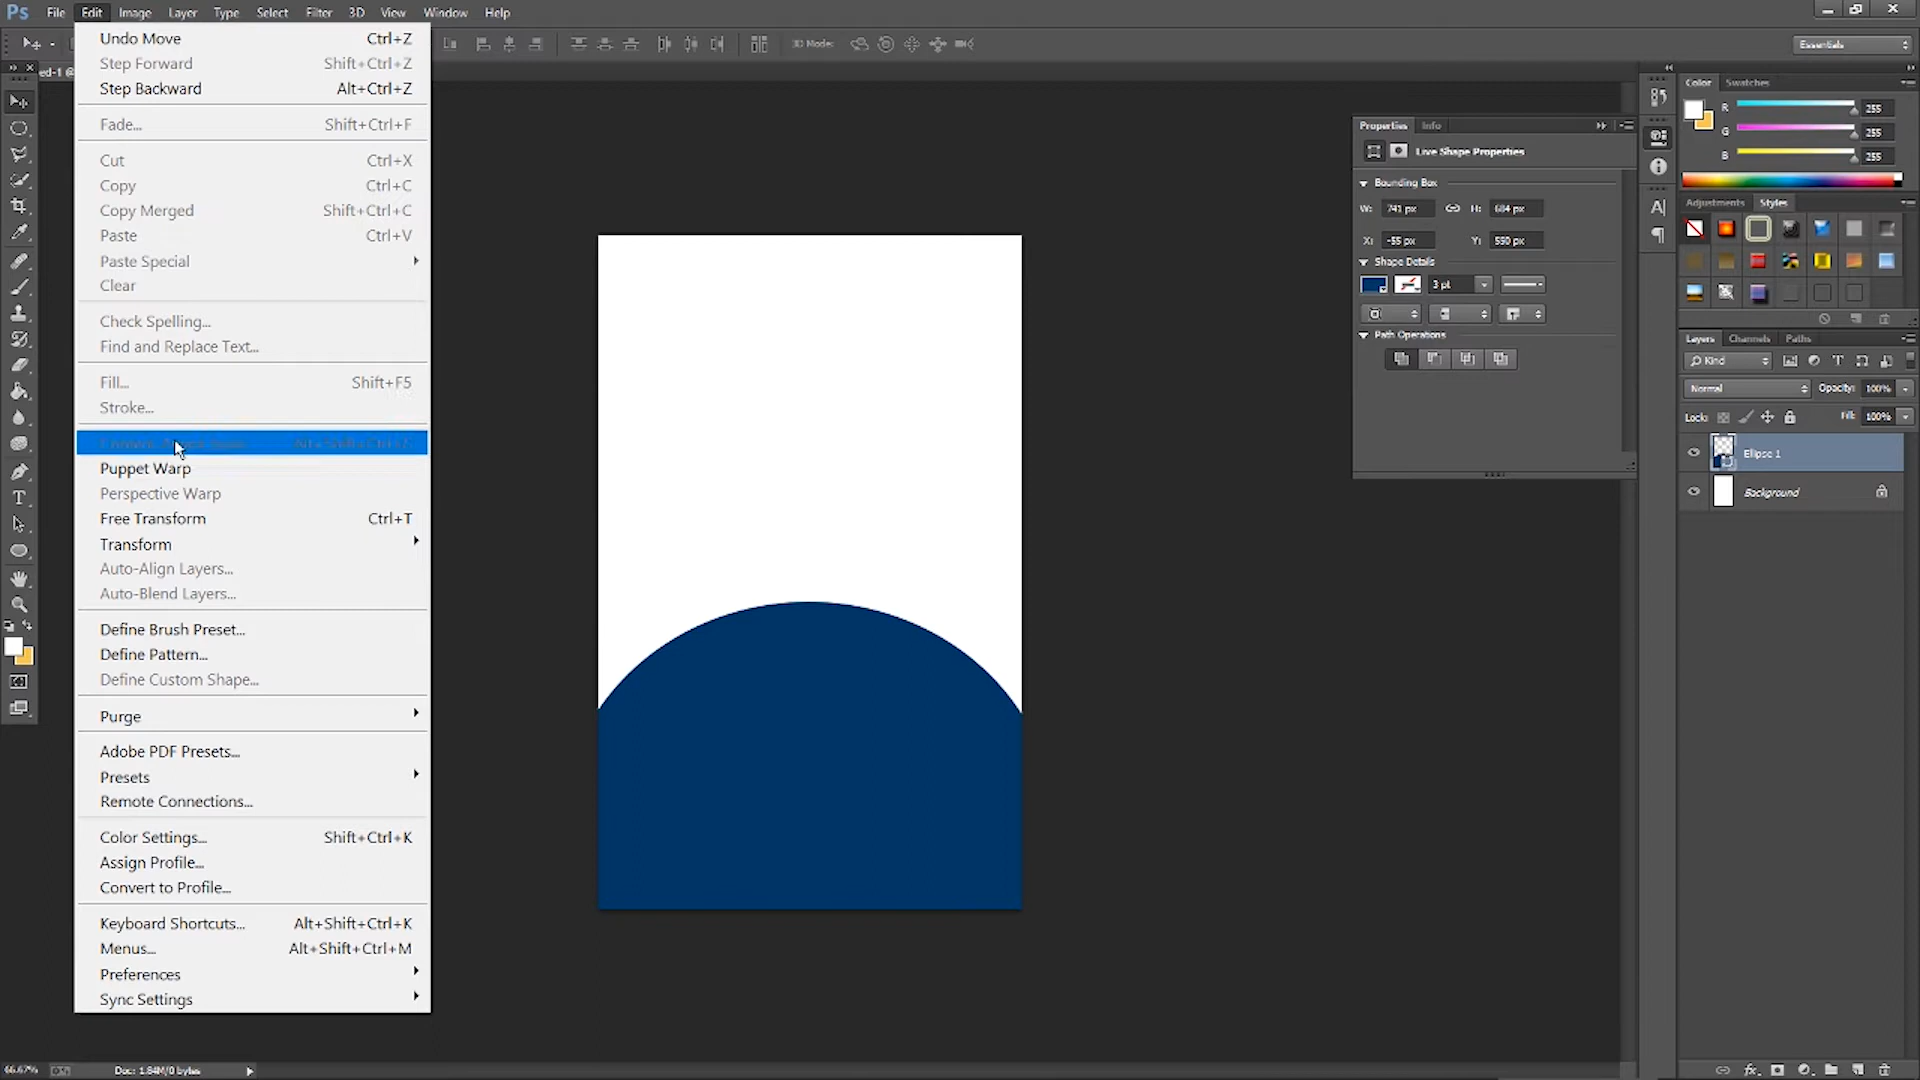 Ps File Edit Image Layer Type Select Filter 3D View Window Help
3D Mode:
Essentials
ed-1 @
Undo Move Ctrl+Z
Step Forward Shift+Ctrl+Z
Step Backward Alt+Ctrl+Z
Fade... Shift+Ctrl+F
Cut Ctrl+X
Copy Ctrl+C
Copy Merged Shift+Ctrl+C
Paste Ctrl+V
Paste Special
Clear
Check Spelling...
Find and Replace Text...
Fill... Shift+F5
Stroke...
Puppet Warp
Perspective Warp
Free Transform Ctrl+T
Transform
Auto-Align Layers...
Auto-Blend Layers...
Define Brush Preset...
Define Pattern...
Define Custom Shape...
Purge
Adobe PDF Presets...
Presets
Remote Connections...
Color Settings... Shift+Ctrl+K
Assign Profile...
Convert to Profile...
Keyboard Shortcuts... Alt+Shift+Ctrl+K
Menus... Alt+Shift+Ctrl+M
Preferences
Sync Settings
Properties Info
Live Shape Properties
Bounding Box
W: 741 px H: 684 px
X: -55 px Y: 550 px
Shape Details
3 pt
Path Operations
Color Swatches
R 255
G 255
B 255
Adjustments Styles
Layers Channels Paths
Kind
Normal Opacity: 100%
Lock: Fill: 100%
Ellipse 1
Background
66.67% Doc: 1.84M/0 bytes